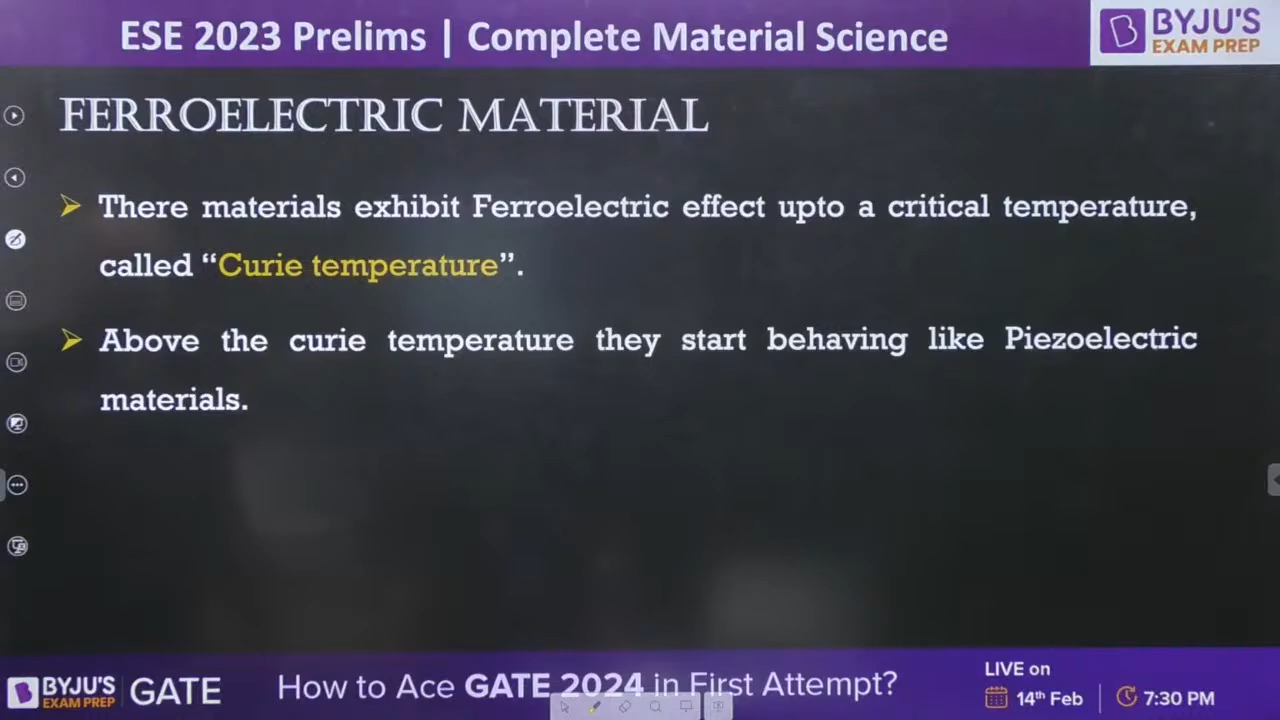 ESE 2023 Prelims | Complete Material Science
BYJU'S
EXAM PREP
FERROELECTRIC MATERIAL
There materials exhibit Ferroelectric effect upto a critical temperature,
called “Curie temperature”.
Above the curie temperature they start behaving like Piezoelectric
materials.
BYJU'S
EXAM PREP
GATE
How to Ace GATE 2024 in First Attempt?
LIVE on
14th Feb
7:30 PM